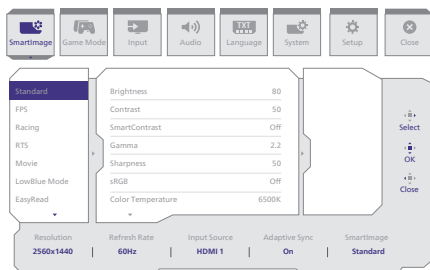 SmartImage Game Mode Input Audio TXT Language System Setup Close
Standard
FPS
Racing
RTS
Movie
LowBlue Mode
EasyRead
Brightness 80
Contrast 50
SmartContrast Off
Gamma 2.2
Sharpness 50
sRGB Off
Color Temperature 6500K
Select
OK
Close
Resolution Refresh Rate Input Source Adaptive Sync SmartImage
2560x1440 60Hz HDMI 1 On Standard